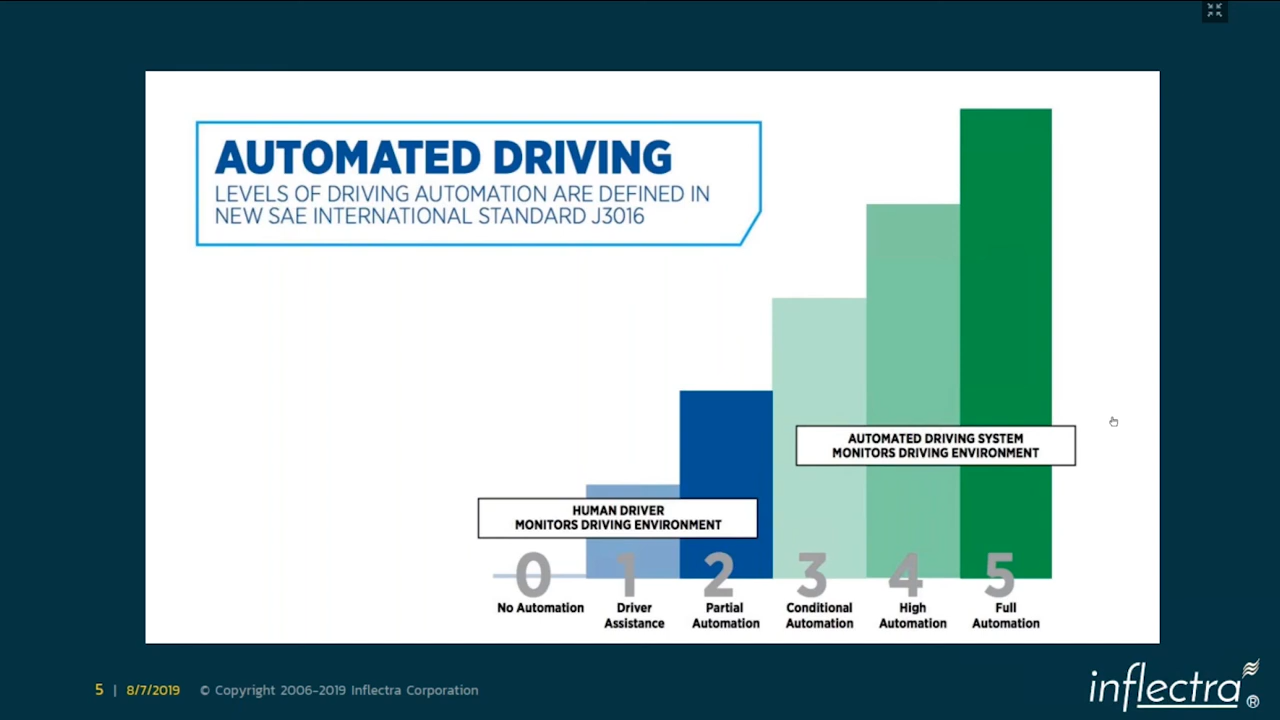 AUTOMATED DRIVING
LEVELS OF DRIVING AUTOMATION ARE DEFINED IN
NEW SAE INTERNATIONAL STANDARD J3016
AUTOMATED DRIVING SYSTEM
MONITORS DRIVING ENVIRONMENT
HUMAN DRIVER
MONITORS DRIVING ENVIRONMENT
0 1 2 3 4 5
No Automation
Driver
Assistance
Partial
Automation
Conditional
Automation
High
Automation
Full
Automation
5 | 8/7/2019 © Copyright 2006-2019 Inflectra Corporation
inflectra®